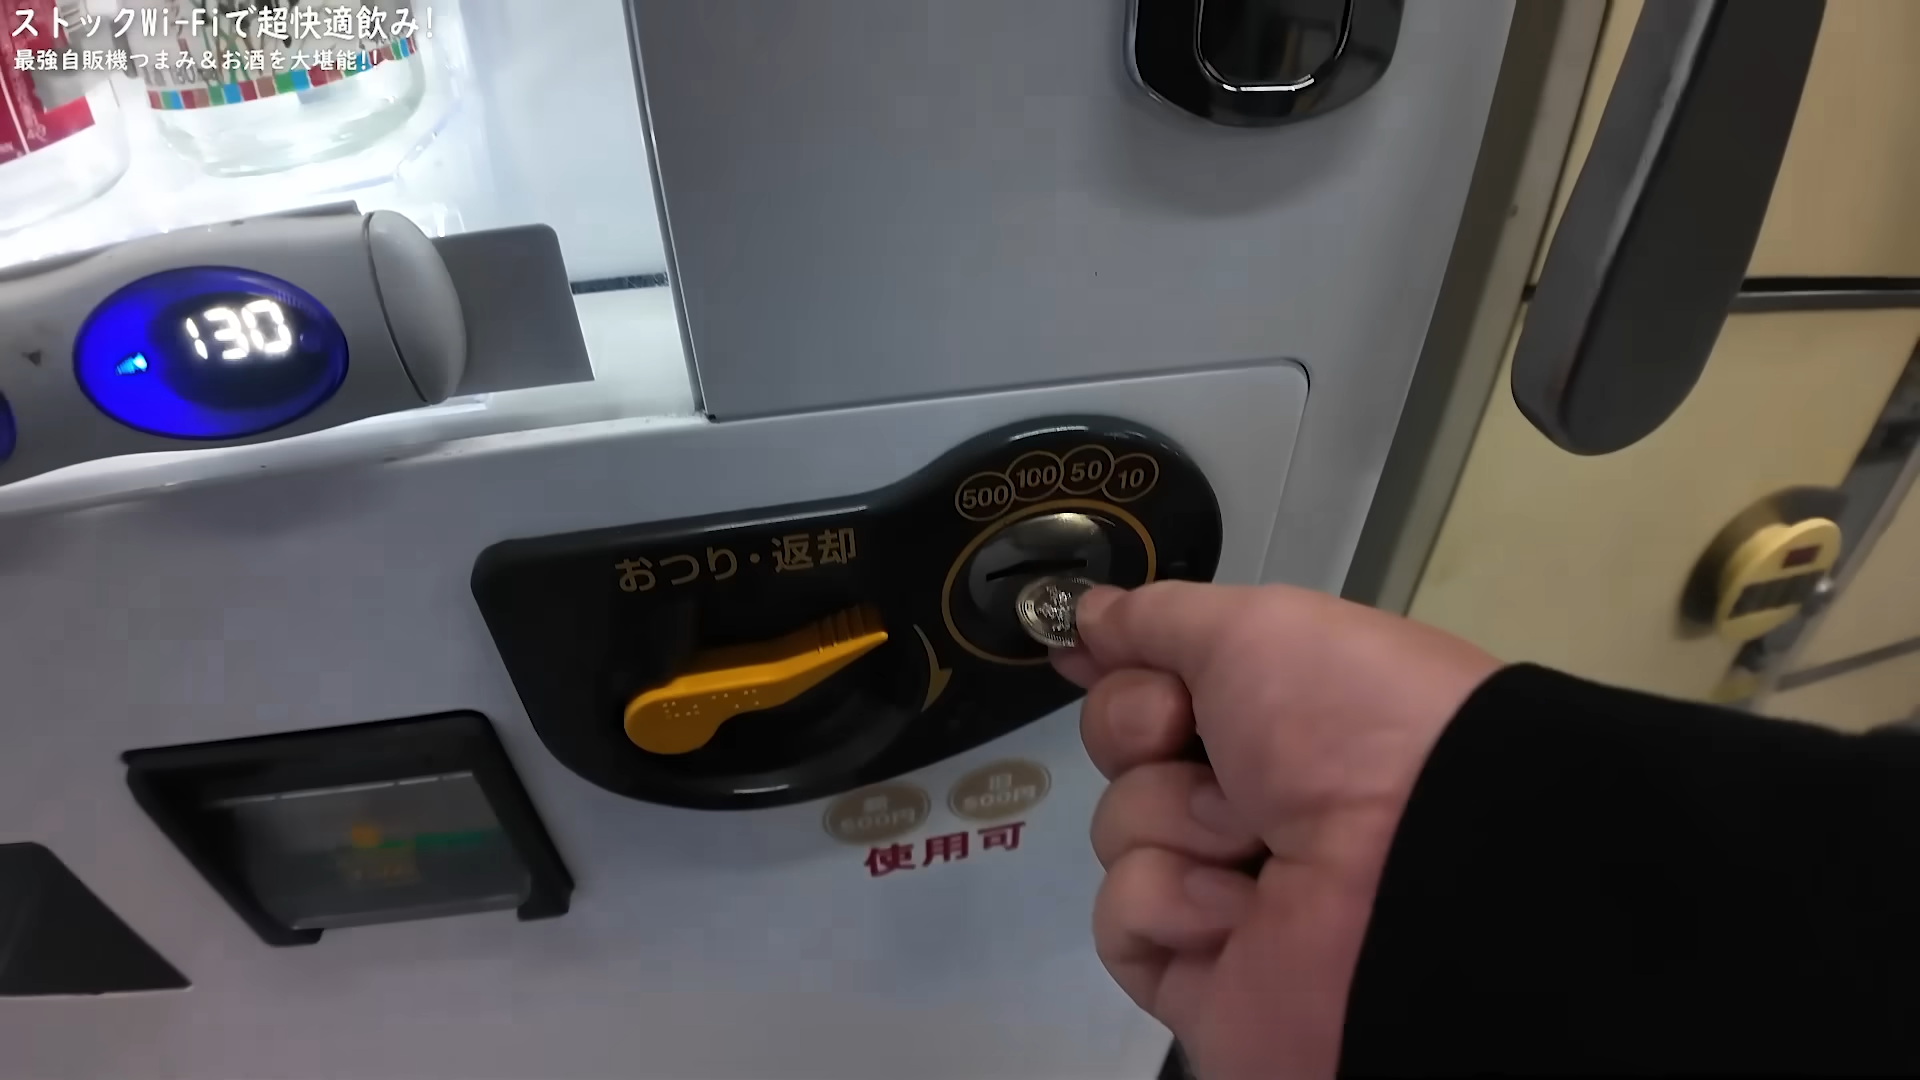 ストックWi-Fiで超快適飲み!
最強自販機つまみ&お酒を大堪能!!
130
500 100 50 10
おつり・返却
新 500円
旧 500円
使用可